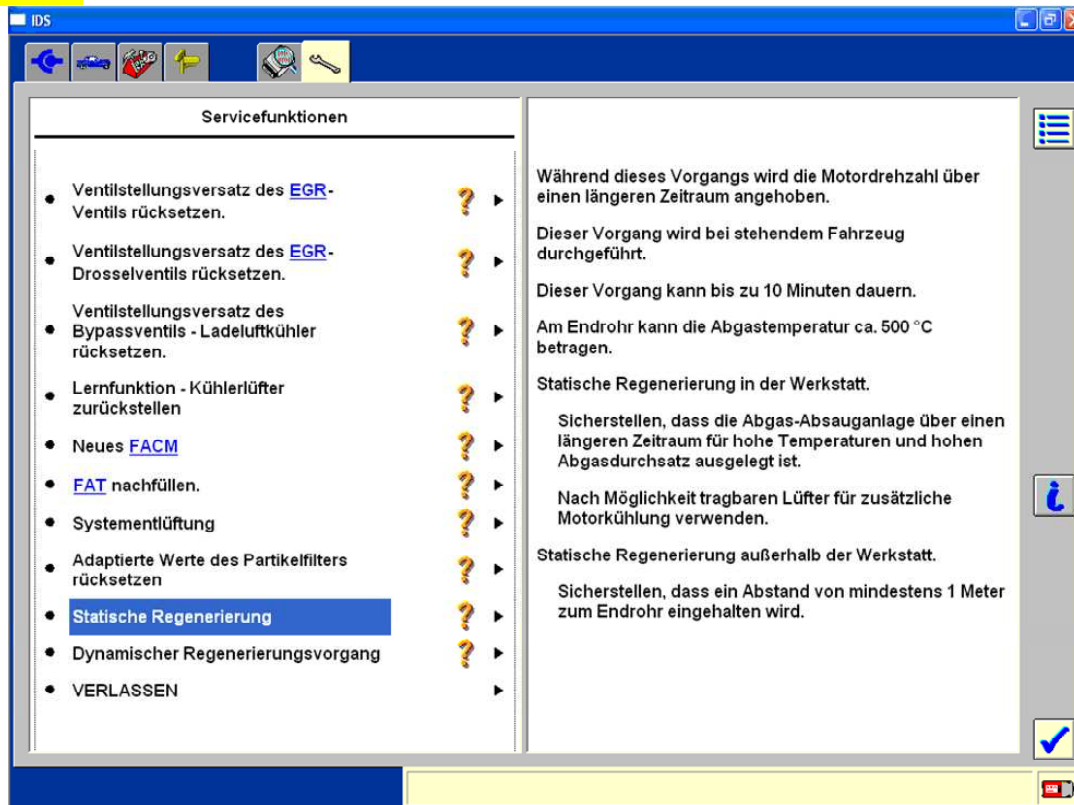 IDS
Servicefunktionen
Ventilstellungsversatz des EGR-
Ventils rücksetzen.
Ventilstellungsversatz des EGR-
Drosselventils rücksetzen.
Ventilstellungsversatz des
Bypassventils - Ladeluftkühler
rücksetzen.
Lernfunktion - Kühlerlüfter
zurückstellen
Neues FACM
FAT nachfüllen.
Systementlüftung
Adaptierte Werte des Partikelfilters
rücksetzen
Statische Regenerierung
Dynamischer Regenerierungsvorgang
VERLASSEN
Während dieses Vorgangs wird die Motordrehzahl über
einen längeren Zeitraum angehoben.
Dieser Vorgang wird bei stehendem Fahrzeug
durchgeführt.
Dieser Vorgang kann bis zu 10 Minuten dauern.
Am Endrohr kann die Abgastemperatur ca. 500 °C
betragen.
Statische Regenerierung in der Werkstatt.
Sicherstellen, dass die Abgas-Absauganlage über einen
längeren Zeitraum für hohe Temperaturen und hohen
Abgasdurchsatz ausgelegt ist.
Nach Möglichkeit tragbaren Lüfter für zusätzliche
Motorkühlung verwenden.
Statische Regenerierung außerhalb der Werkstatt.
Sicherstellen, dass ein Abstand von mindestens 1 Meter
zum Endrohr eingehalten wird.